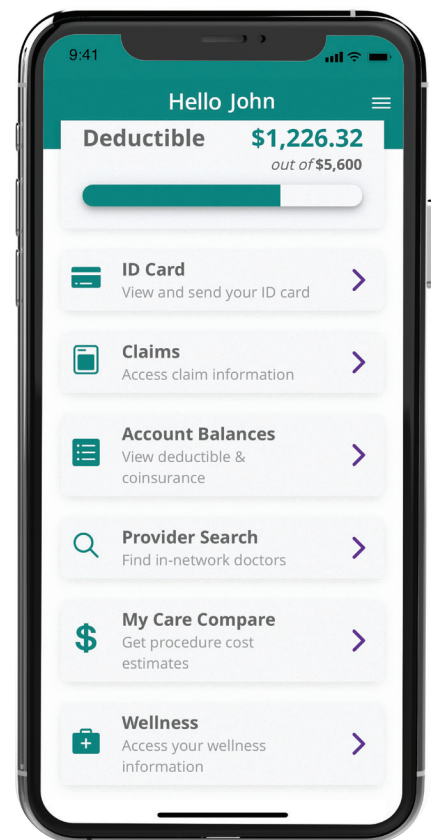 9:41
Hello John
Deductible $1,226.32
out of $5,600
ID Card
View and send your ID card
Claims
Access claim information
Account Balances
View deductible &
coinsurance
Provider Search
Find in-network doctors
My Care Compare
Get procedure cost
estimates
Wellness
Access your wellness
information